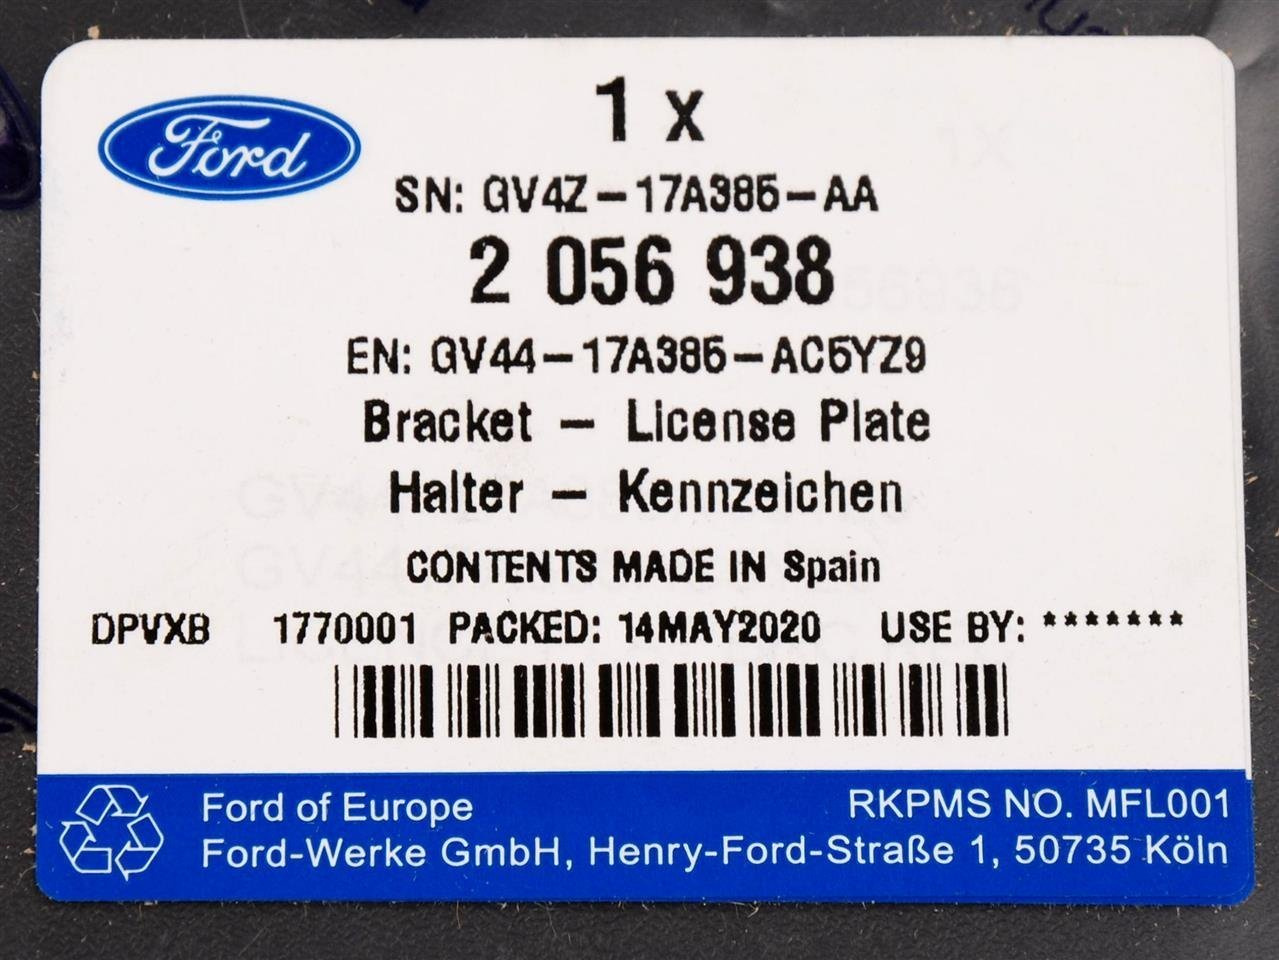 Ford
1 x
SN: GV4Z-17A385-AA
2 056 938
EN: GV44-17A385-AC5YZ9
Bracket - License Plate
Halter - Kennzeichen
CONTENTS MADE IN Spain
DPVXB 1770001 PACKED: 14MAY2020 USE BY: *******
Ford of Europe RKPMS NO. MFL001
Ford-Werke GmbH, Henry-Ford-Straße 1, 50735 Köln